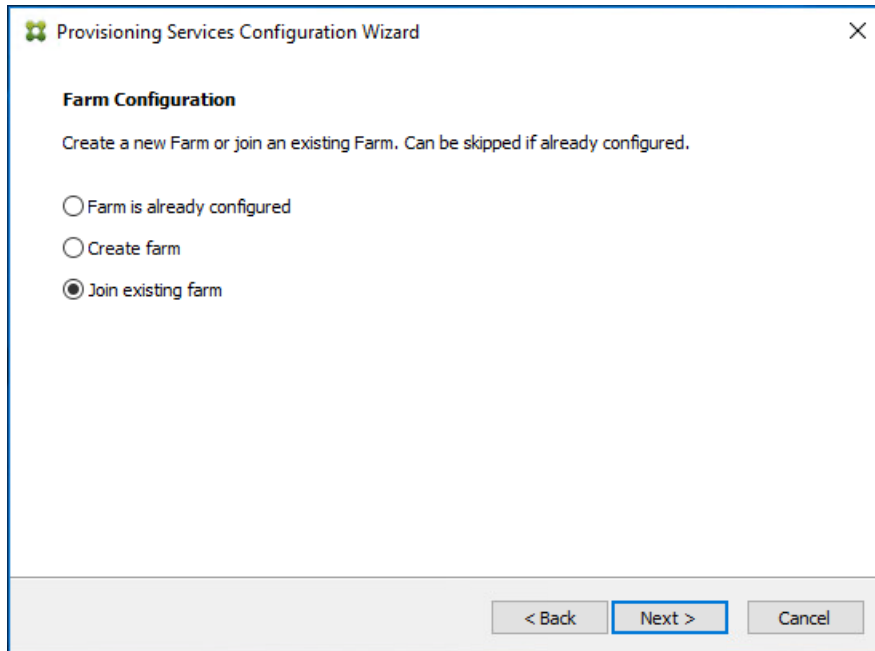 Provisioning Services Configuration Wizard
Farm Configuration
Create a new Farm or join an existing Farm. Can be skipped if already configured.
Farm is already configured
Create farm
Join existing farm
< Back Next > Cancel